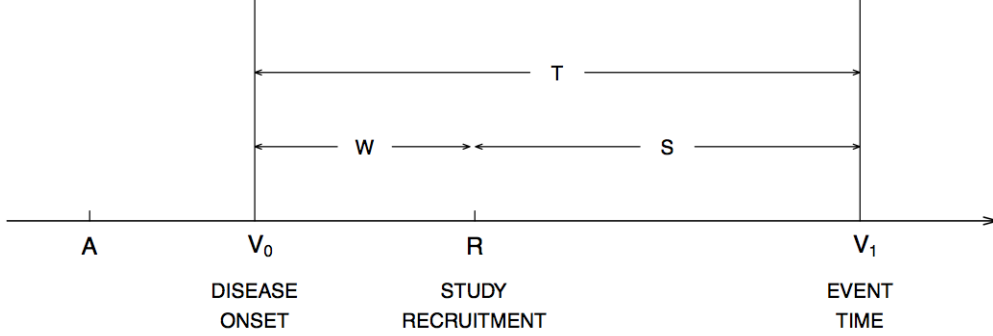 T
W S
A V₀ R V₁
DISEASE STUDY EVENT
ONSET RECRUITMENT TIME